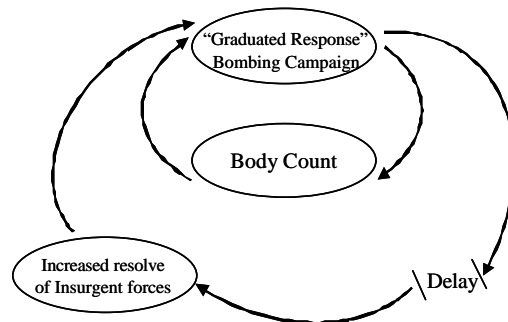 “Graduated Response”
Bombing Campaign
Body Count
Increased resolve
of Insurgent forces
Delay